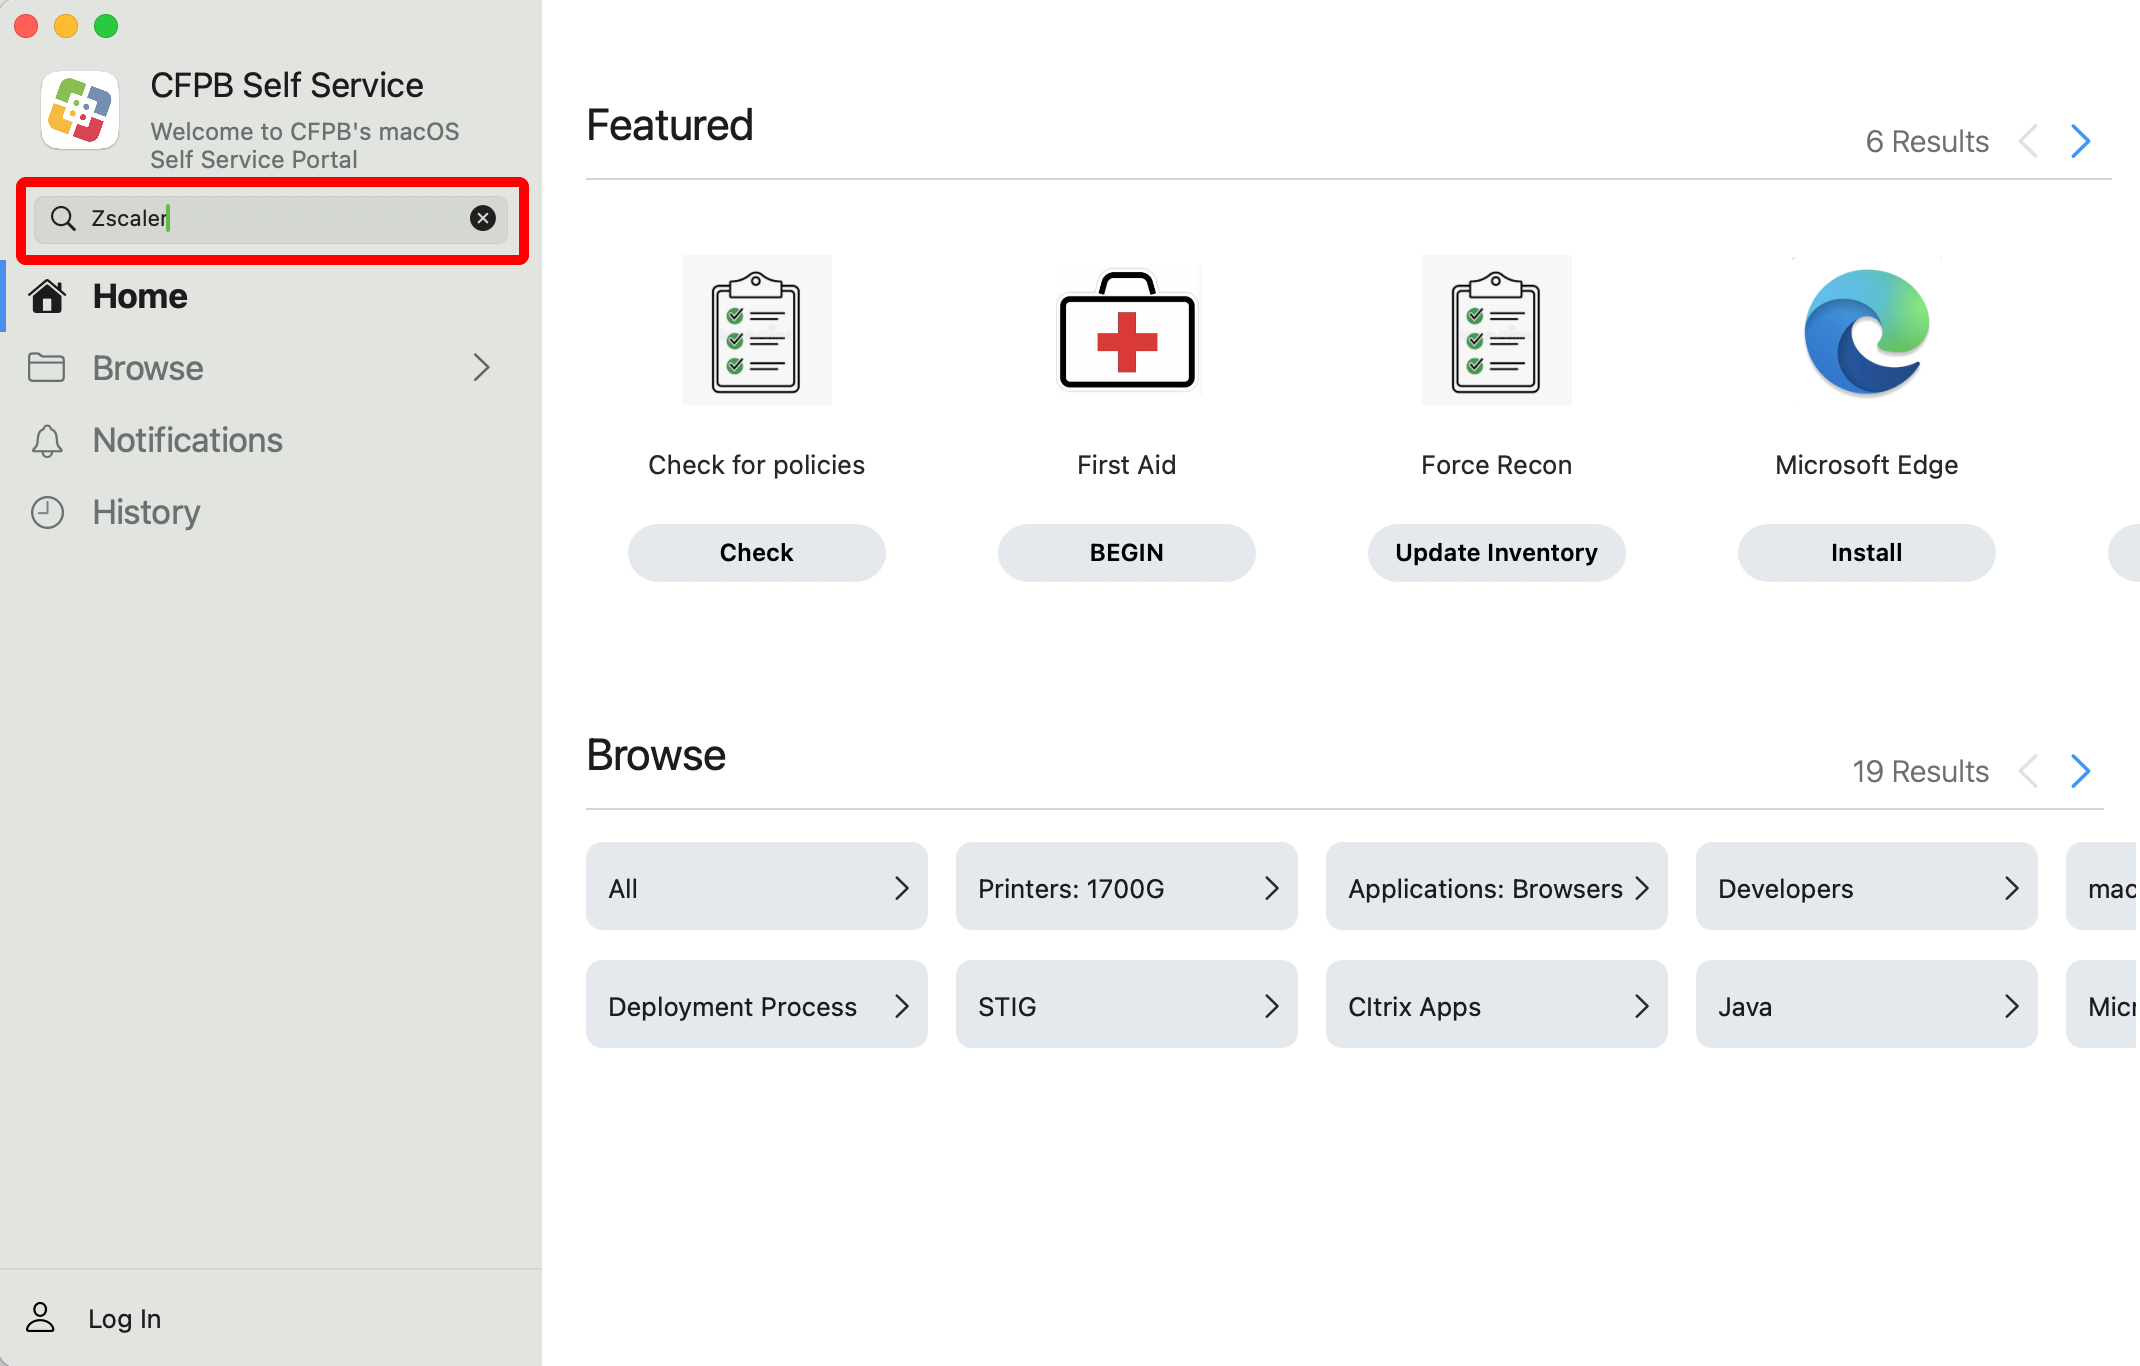 CFPB Self Service
Welcome to CFPB's macOS
Self Service Portal
Zscaler
Home
Browse
Notifications
History
Log In
Featured
6 Results
Check for policies
First Aid
Force Recon
Microsoft Edge
Check
BEGIN
Update Inventory
Install
Browse
19 Results
All
Printers: 1700G
Applications: Browsers
Developers
mac
Deployment Process
STIG
CItrix Apps
Java
Micr